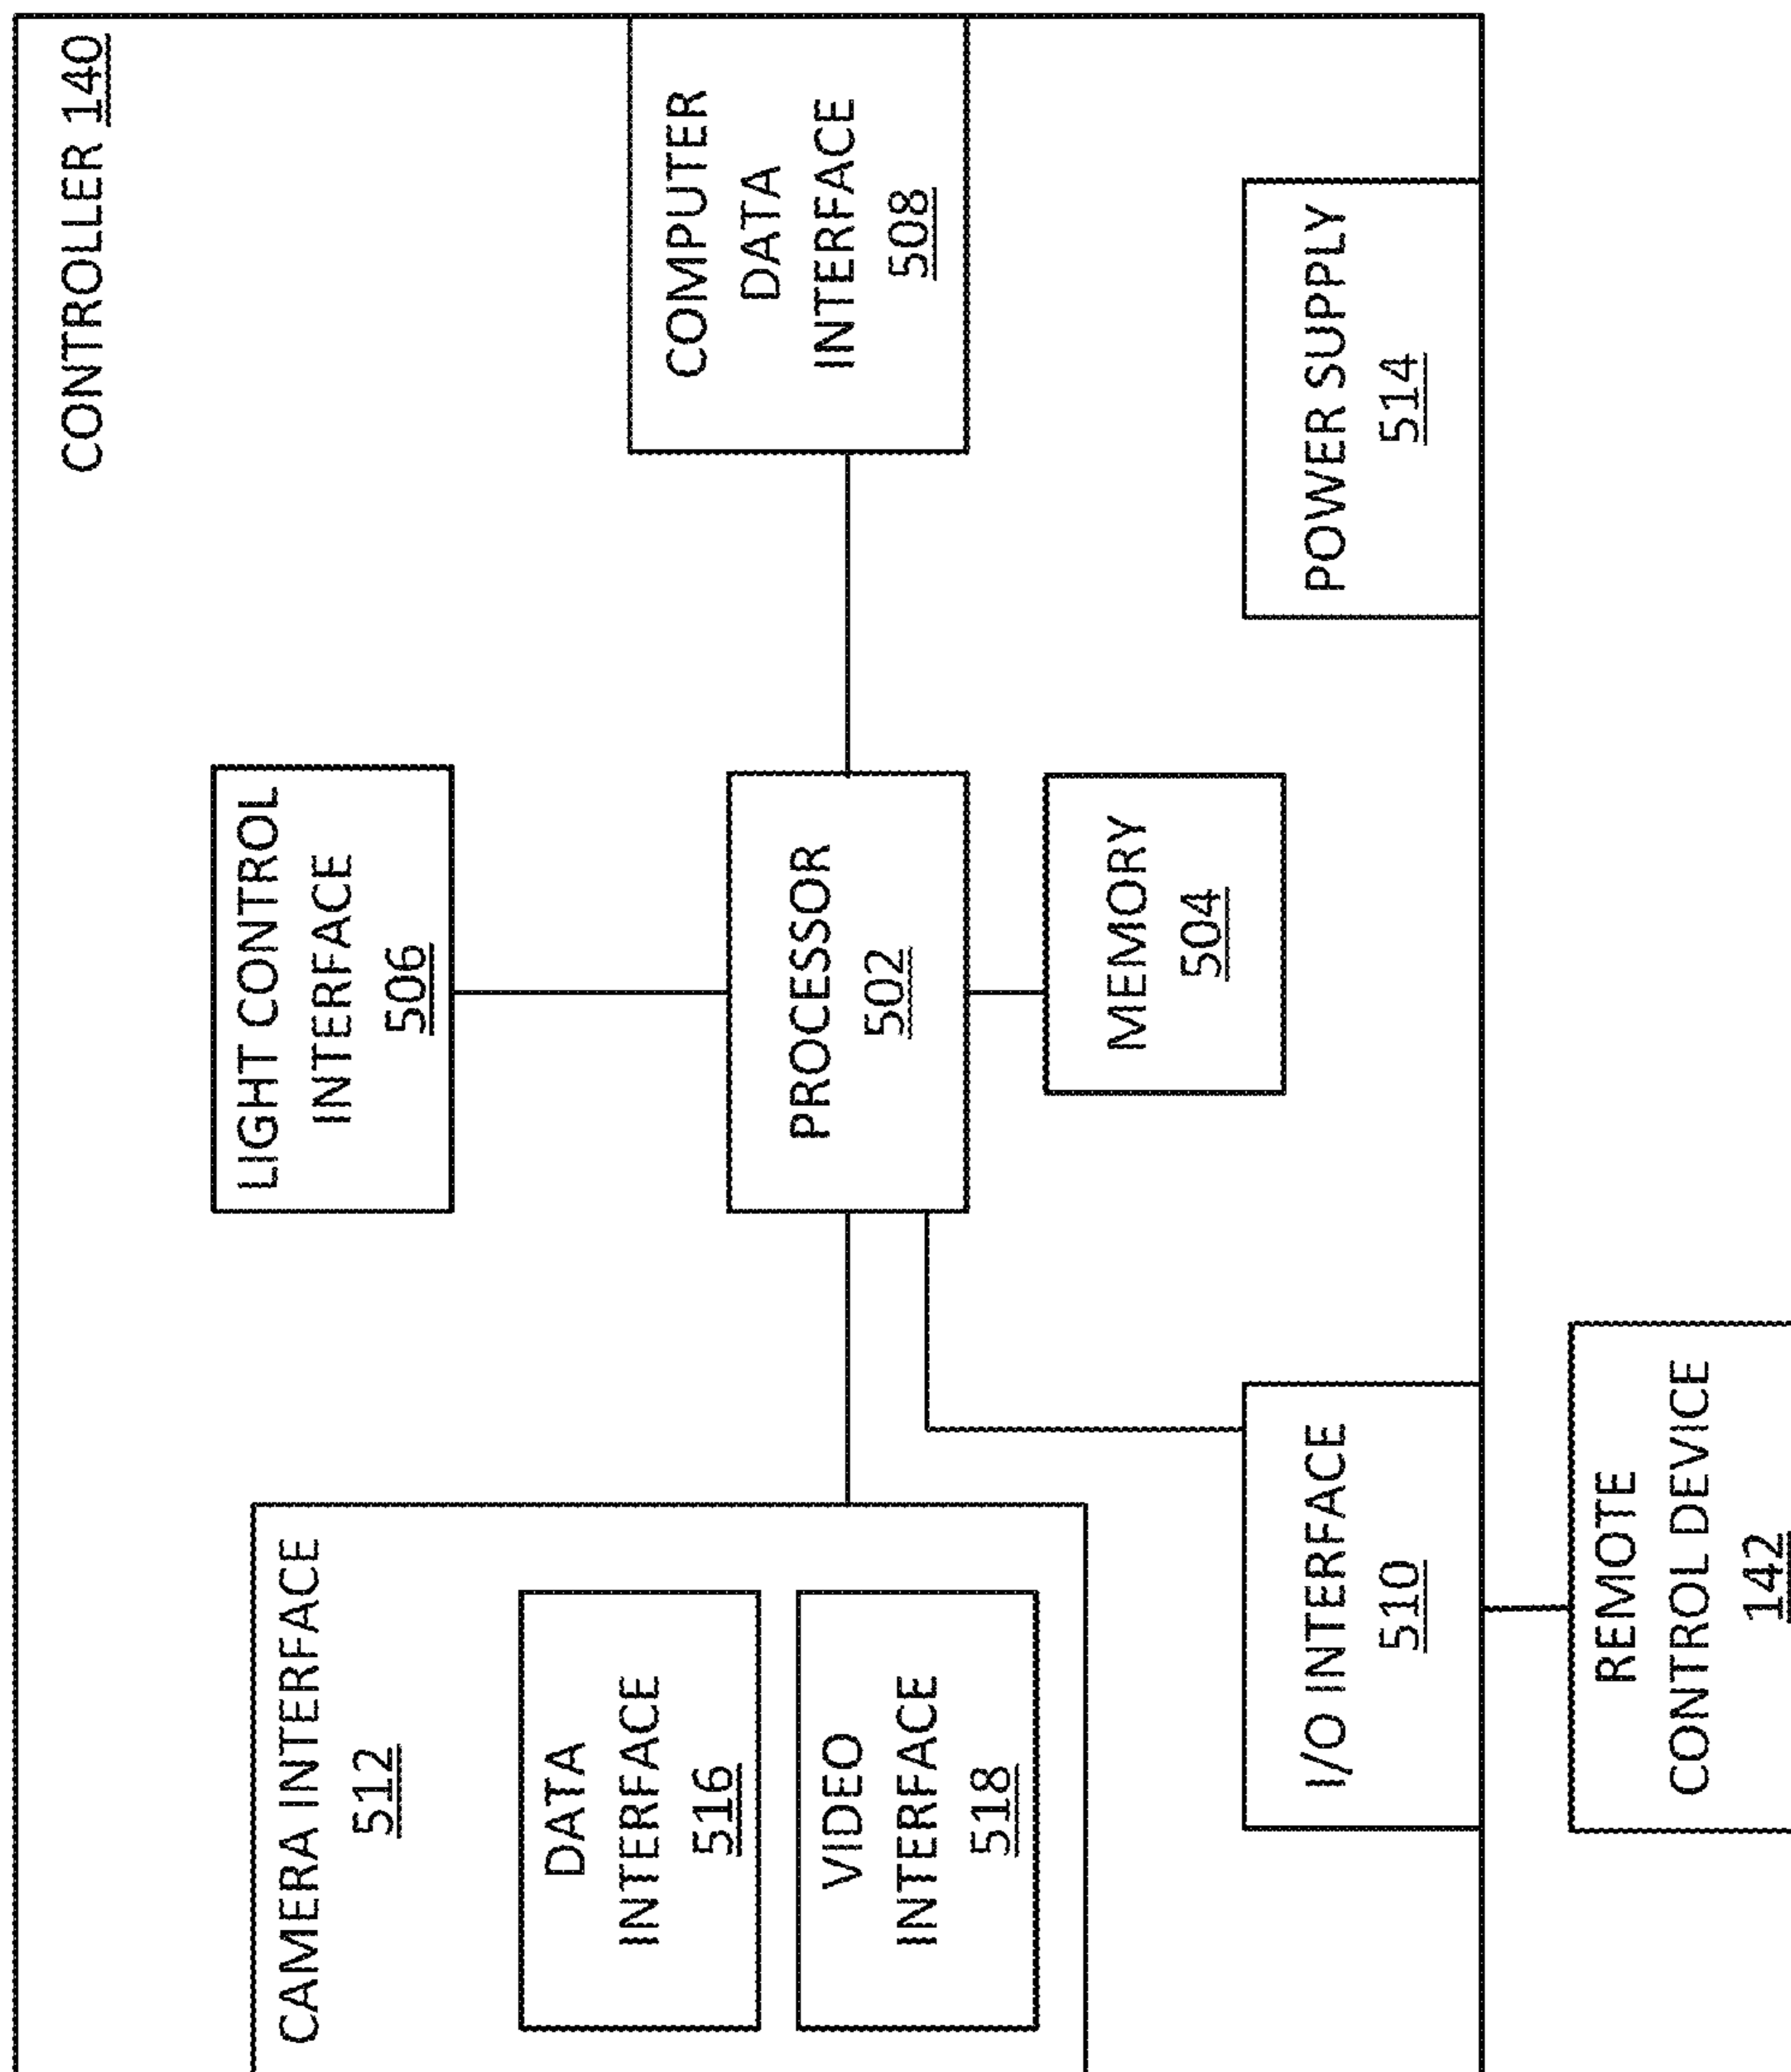 CONTROLLER 140
CAMERA INTERFACE
512
DATA
INTERFACE
516
VIDEO
INTERFACE
518
LIGHT CONTROL
INTERFACE
506
PROCESSOR
502
MEMORY
504
COMPUTER
DATA
INTERFACE
508
I/O INTERFACE
510
POWER SUPPLY
514
REMOTE
CONTROL DEVICE
142